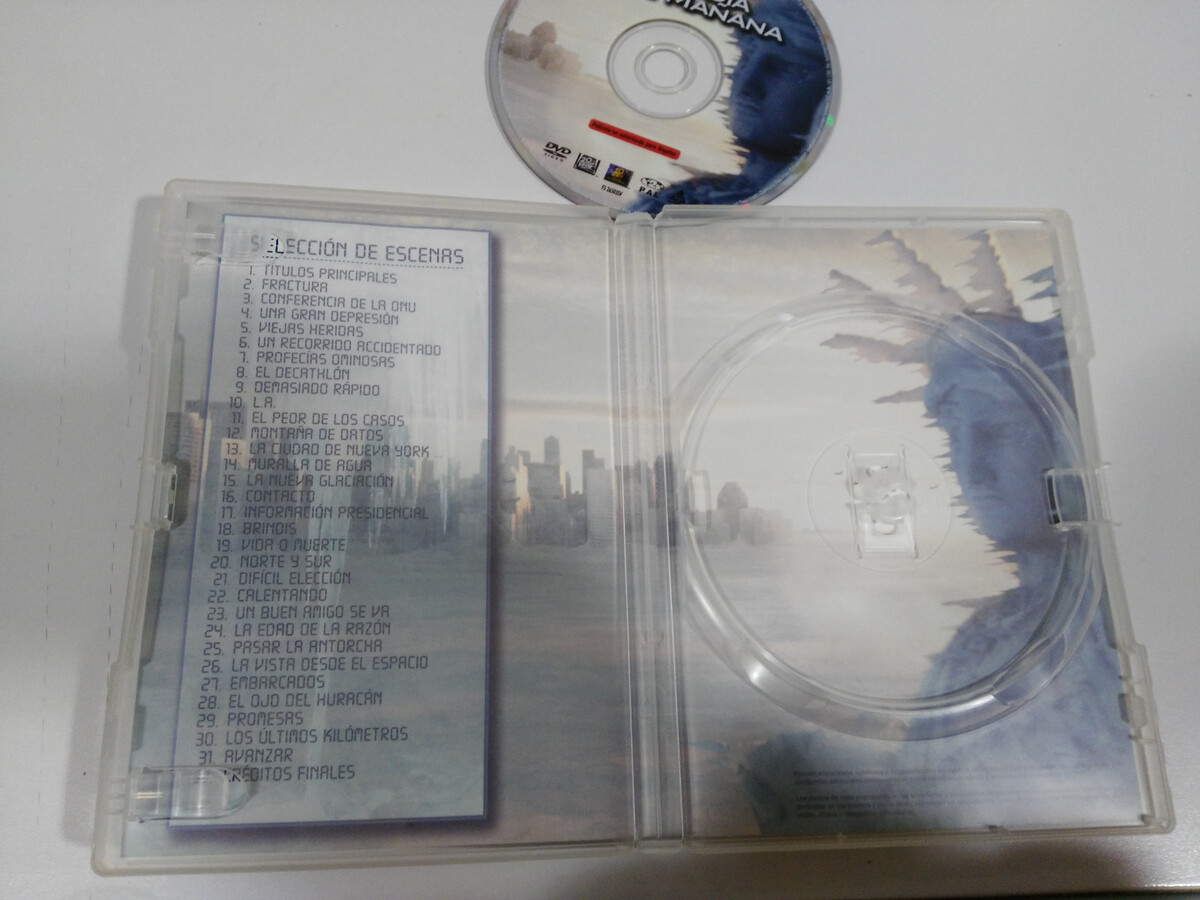 MAÑANA
DVD
VIDEO
SELECCIÓN DE ESCENAS
1. TÍTULOS PRINCIPALES
2. FRACTURA
3. CONFERENCIA DE LA ONU
4. UNA GRAN DEPRESIÓN
5. VIEJAS HERIDAS
6. UN RECORRIDO ACCIDENTADO
7. PROFECÍAS OMINOSAS
8. EL DECATHLÓN
9. DEMASIADO RÁPIDO
10. L.A.
11. EL PEOR DE LOS CASOS
12. MONTAÑA DE DATOS
13. LA CIUDAD DE NUEVA YORK
14. MURALLA DE AGUA
15. LA NUEVA GLACIACIÓN
16. CONTACTO
17. INFORMACIÓN PRESIDENCIAL
18. BRINDIS
19. VIDA O MUERTE
20. NORTE Y SUR
21. DIFÍCIL ELECCIÓN
22. CALENTANDO
23. UN BUEN AMIGO SE VA
24. LA EDAD DE LA RAZÓN
25. PASAR LA ANTORCHA
26. LA VISTA DESDE EL ESPACIO
27. EMBARCADOS
28. EL OJO DEL HURACÁN
29. PROMESAS
30. LOS ÚLTIMOS KILÓMETROS
31. AVANZAR
CRÉDITOS FINALES